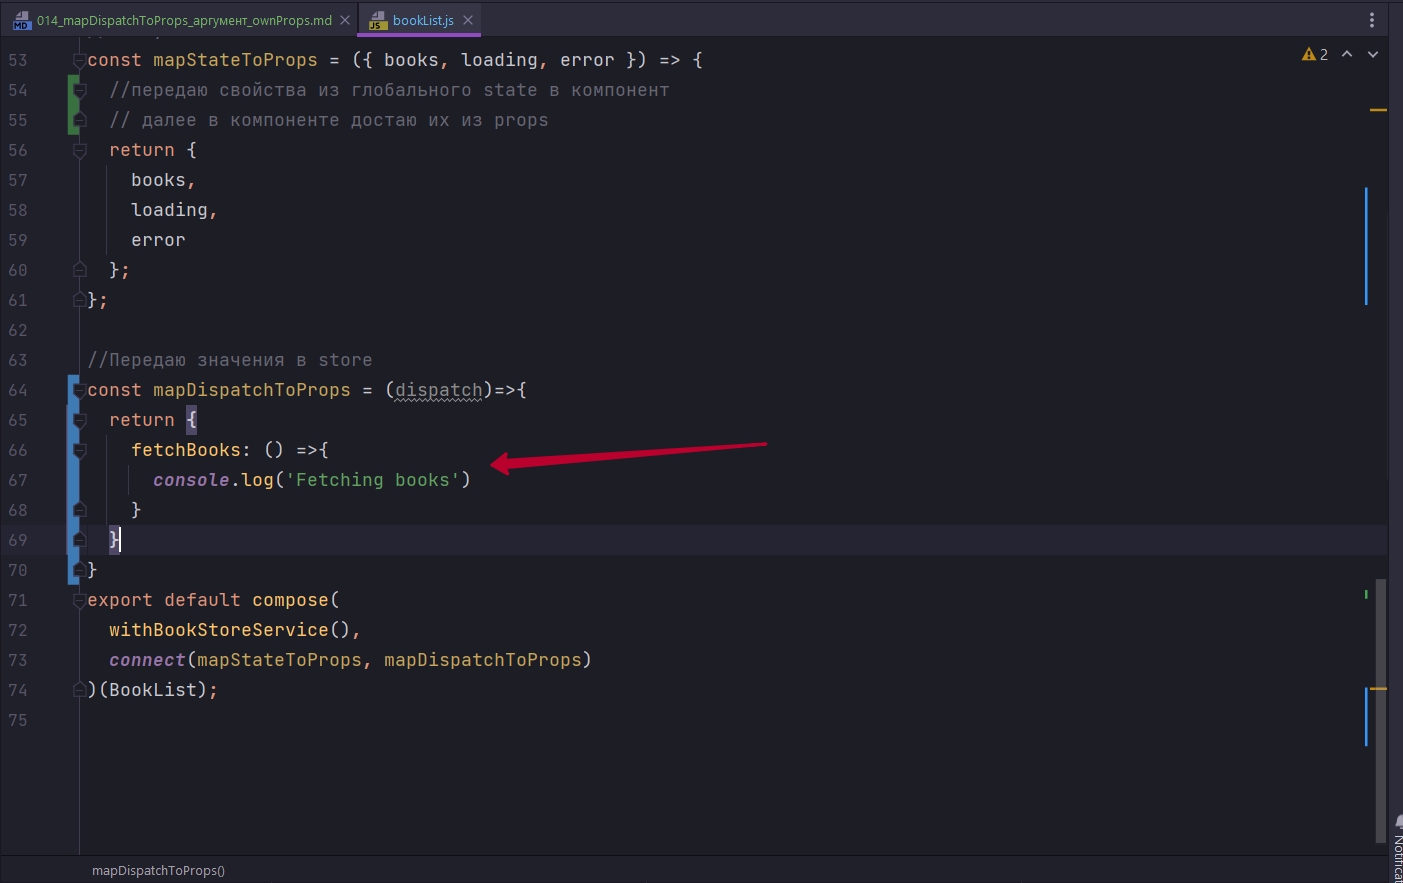 014_mapDispatchToProps_аргумент_ownProps.md
bookList.js
2
53 const mapStateToProps = ({ books, loading, error }) => {
54 //передаю свойства из глобального state в компонент
55 // далее в компоненте достаю их из props
56 return {
57 books,
58 loading,
59 error
60 };
61 };
62
63 //Передаю значения в store
64 const mapDispatchToProps = (dispatch)=>{
65 return {
66 fetchBooks: () =>{
67 console.log('Fetching books')
68 }
69 }
70 }
71 export default compose(
72 withBookStoreService(),
73 connect(mapStateToProps, mapDispatchToProps)
74 )(BookList);
75
mapDispatchToProps()